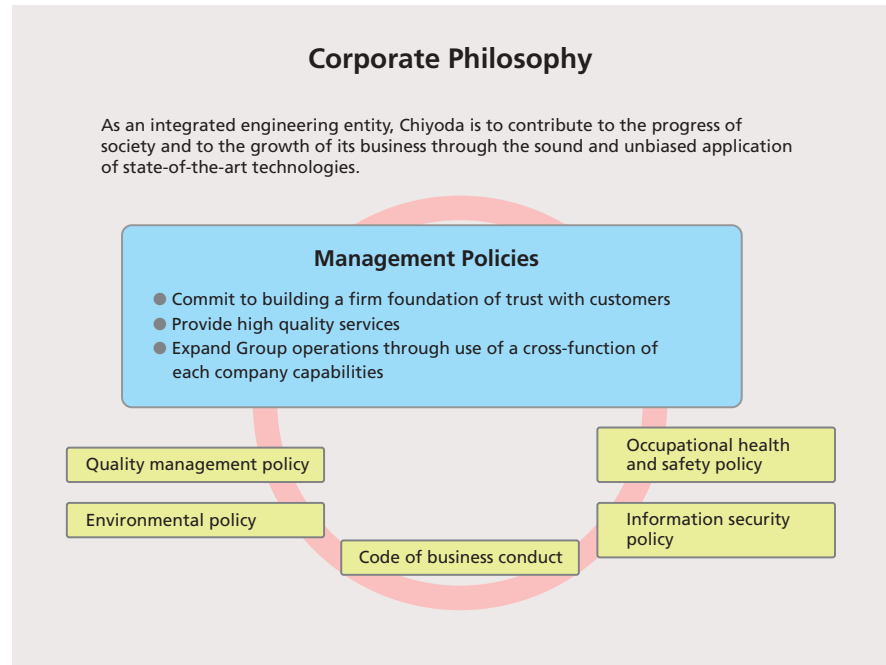 Corporate Philosophy
As an integrated engineering entity, Chiyoda is to contribute to the progress of
society and to the growth of its business through the sound and unbiased application
of state-of-the-art technologies.
Management Policies
● Commit to building a firm foundation of trust with customers
● Provide high quality services
● Expand Group operations through use of a cross-function of
each company capabilities
Quality management policy
Environmental policy
Code of business conduct
Occupational health
and safety policy
Information security
policy